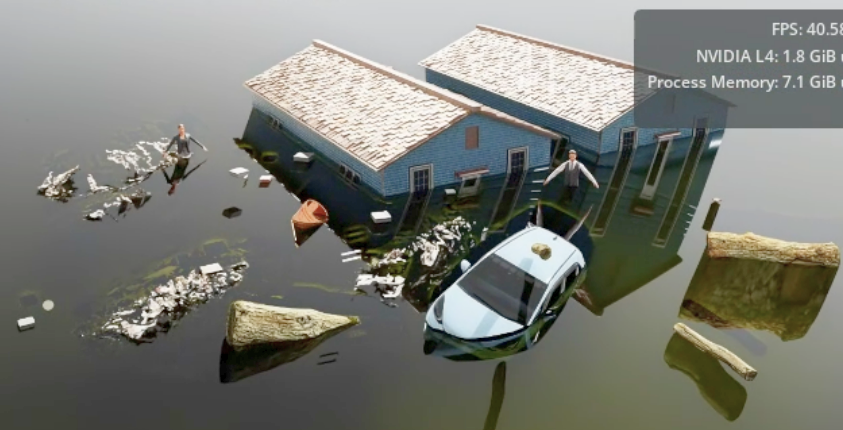 FPS: 40.58
NVIDIA L4: 1.8 GiB
Process Memory: 7.1 GiB